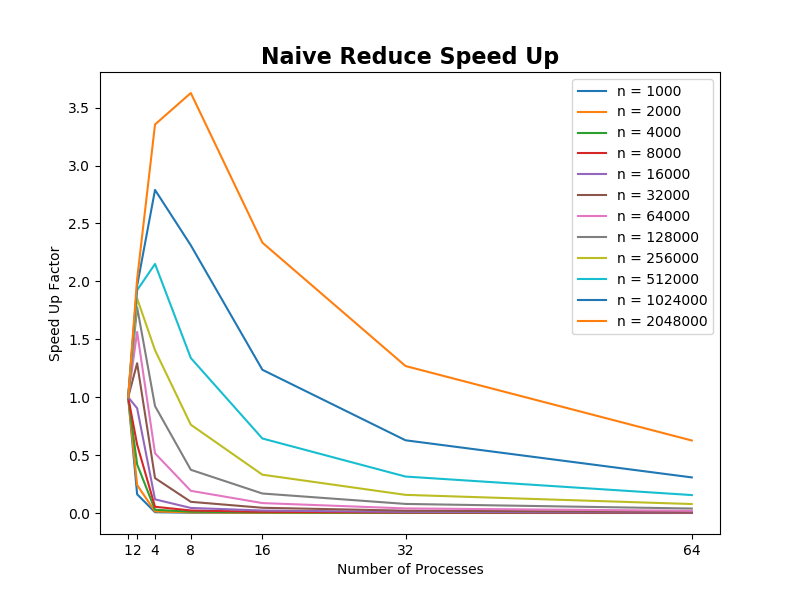 Naive Reduce Speed Up
Speed Up Factor
3.5
3.0
2.5
2.0
1.5
1.0
0.5
0.0
n = 1000
n = 2000
n = 4000
n = 8000
n = 16000
n = 32000
n = 64000
n = 128000
n = 256000
n = 512000
n = 1024000
n = 2048000
1 2 4 8 16 32 64
Number of Processes